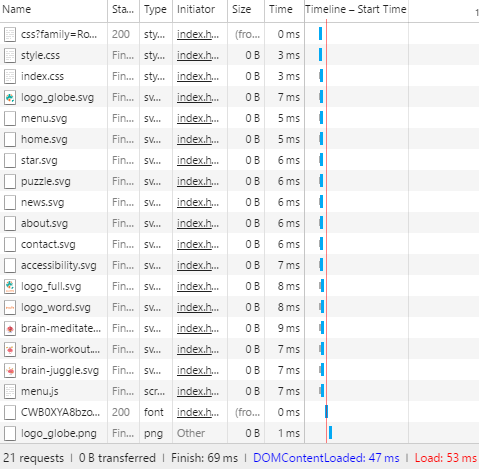 Name Sta... Type Initiator Size Time Timeline – Start Time 1
css?family=Ro... 200 sty... index.h... (fro... 0 ms
style.css Fin... sty... index.h... 0 B 3 ms
index.css Fin... sty... index.h... 0 B 3 ms
logo_globe.svg Fin... sv... index.h... 0 B 7 ms
menu.svg Fin... sv... index.h... 0 B 5 ms
home.svg Fin... sv... index.h... 0 B 5 ms
star.svg Fin... sv... index.h... 0 B 6 ms
puzzle.svg Fin... sv... index.h... 0 B 6 ms
news.svg Fin... sv... index.h... 0 B 6 ms
about.svg Fin... sv... index.h... 0 B 6 ms
contact.svg Fin... sv... index.h... 0 B 6 ms
accessibility.svg Fin... sv... index.h... 0 B 7 ms
logo_full.svg Fin... sv... index.h... 0 B 8 ms
logo_word.svg Fin... sv... index.h... 0 B 8 ms
brain-meditate... Fin... sv... index.h... 0 B 9 ms
brain-workout.... Fin... sv... index.h... 0 B 7 ms
brain-juggle.svg Fin... sv... index.h... 0 B 7 ms
menu.js Fin... scr... index.h... 0 B 7 ms
CWB0XYA8bzo... 200 font index.h... (fro... 0 ms
logo_globe.png Fin... png Other 0 B 1 ms
21 requests | 0 B transferred | Finish: 69 ms | DOMContentLoaded: 47 ms | Load: 53 ms